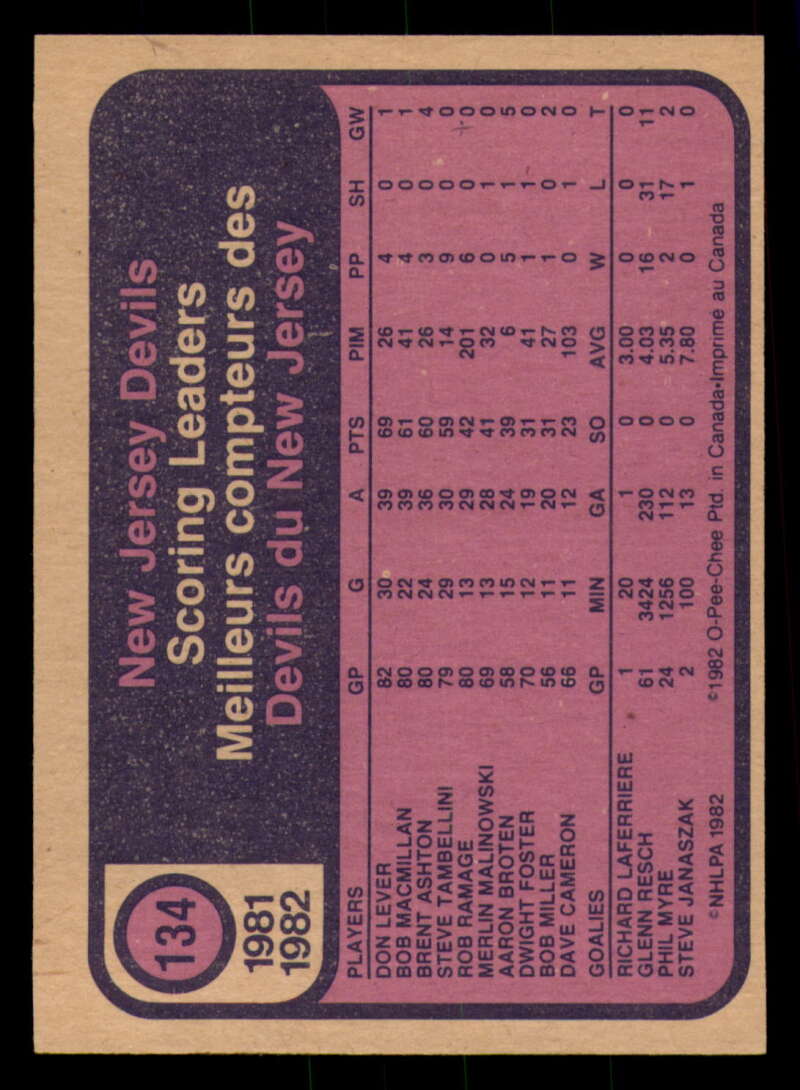 134
1981
1982
New Jersey Devils
Scoring Leaders
Meilleurs compteurs des
Devils du New Jersey
PLAYERS GP G A PTS PIM PP SH GW
DON LEVER 82 30 39 69 26 4 0 1
BOB MACMILLAN 80 22 39 61 41 4 0 1
BRENT ASHTON 80 24 36 60 26 3 0 4
STEVE TAMBELLINI 79 29 30 59 14 9 0 0
ROB RAMAGE 80 13 29 42 201 6 0 0
MERLIN MALINOWSKI 69 13 28 41 32 0 1 0
AARON BROTEN 58 15 24 39 6 5 1 5
DWIGHT FOSTER 70 12 19 31 41 1 1 0
BOB MILLER 56 11 20 31 27 1 0 2
DAVE CAMERON 66 11 12 23 103 0 1 0
GOALIES GP MIN GA SO AVG W L T
RICHARD LAFERRIERE 1 20 1 0 3.00 0 0 0
GLENN RESCH 61 3424 230 0 4.03 16 31 11
PHIL MYRE 24 1256 112 0 5.35 2 17 2
STEVE JANASZAK 2 100 13 0 7.80 0 1 0
©NHLPA 1982 ©1982 O-Pee-Chee Ptd. in Canada•Imprimé au Canada